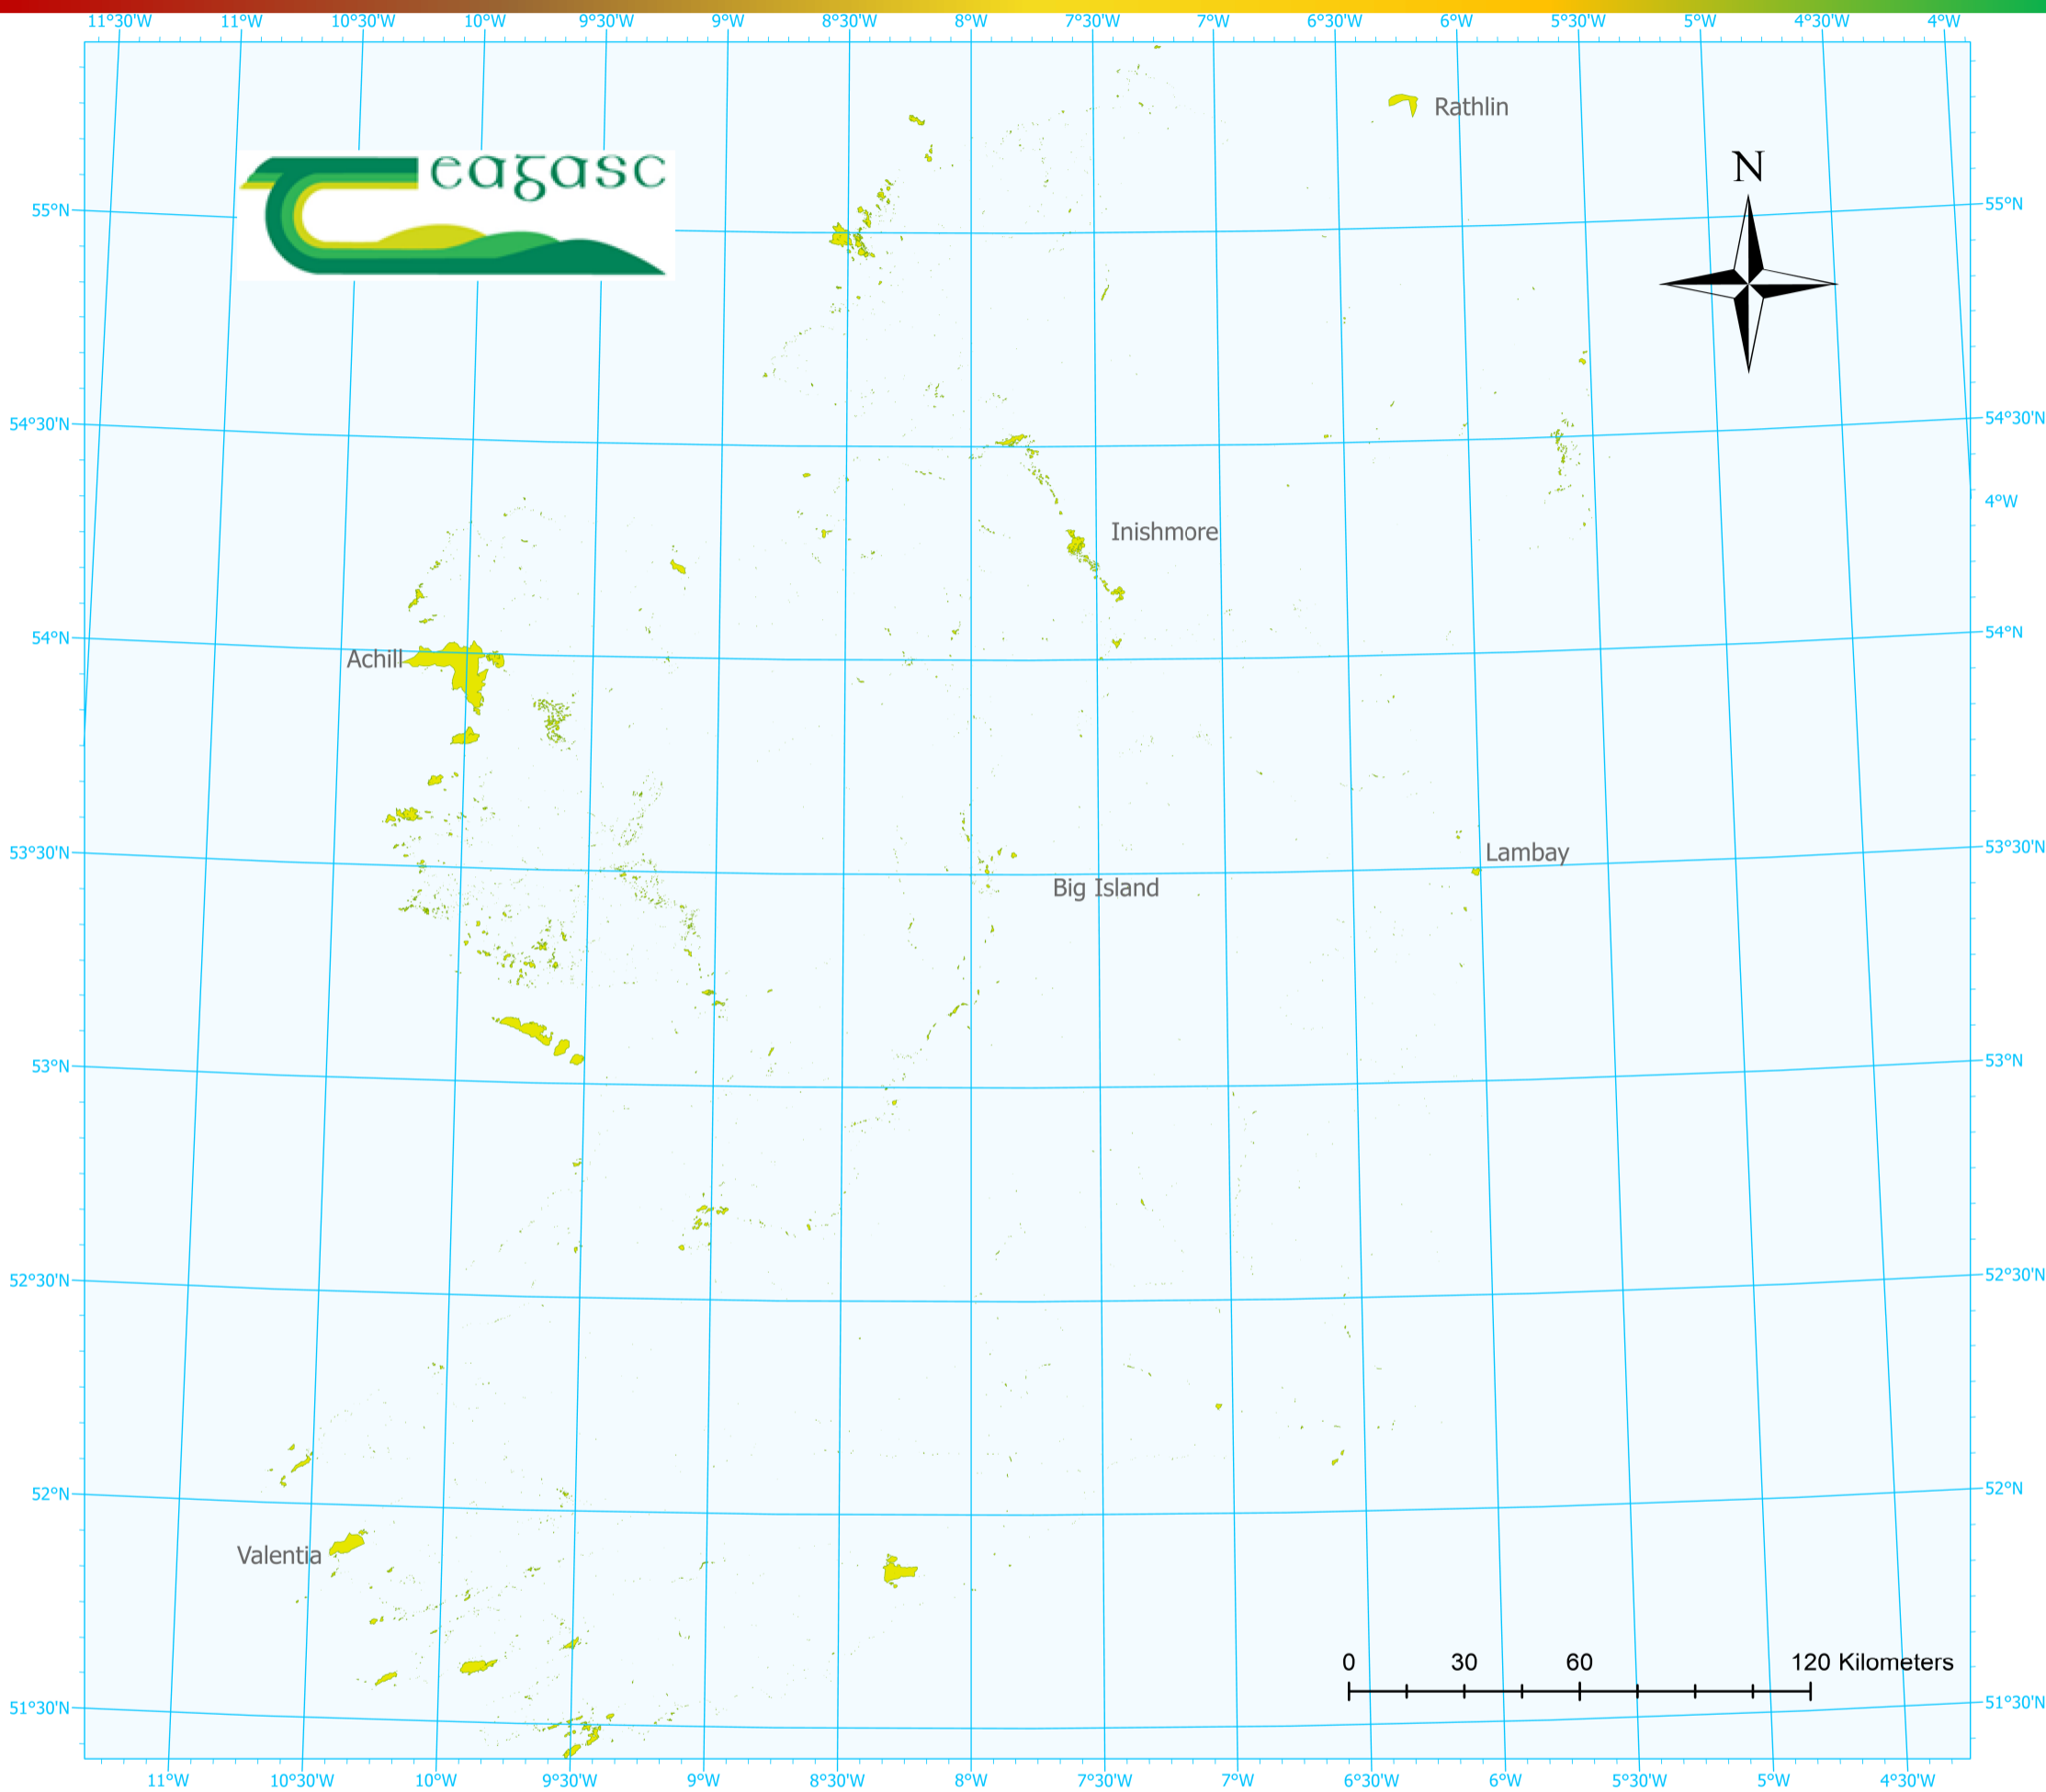 11°30'W 11°W 10°30'W 10°W 9°30'W 9°W 8°30'W 8°W 7°30'W 7°W 6°30'W 6°W 5°30'W 5°W 4°30'W 4°W
Rathlin
N
eagasc
55°N 55°N
54°30'N 54°30'N
4°W
Inishmore
54°N 54°N
Achill
53°30'N Lambay 53°30'N
Big Island
53°N 53°N
52°30'N 52°30'N
52°N 52°N
Valentia
0 30 60 120 Kilometers
51°30'N 51°30'N
11°W 10°30'W 10°W 9°30'W 9°W 8°30'W 8°W 7°30'W 7°W 6°30'W 6°W 5°30'W 5°W 4°30'W